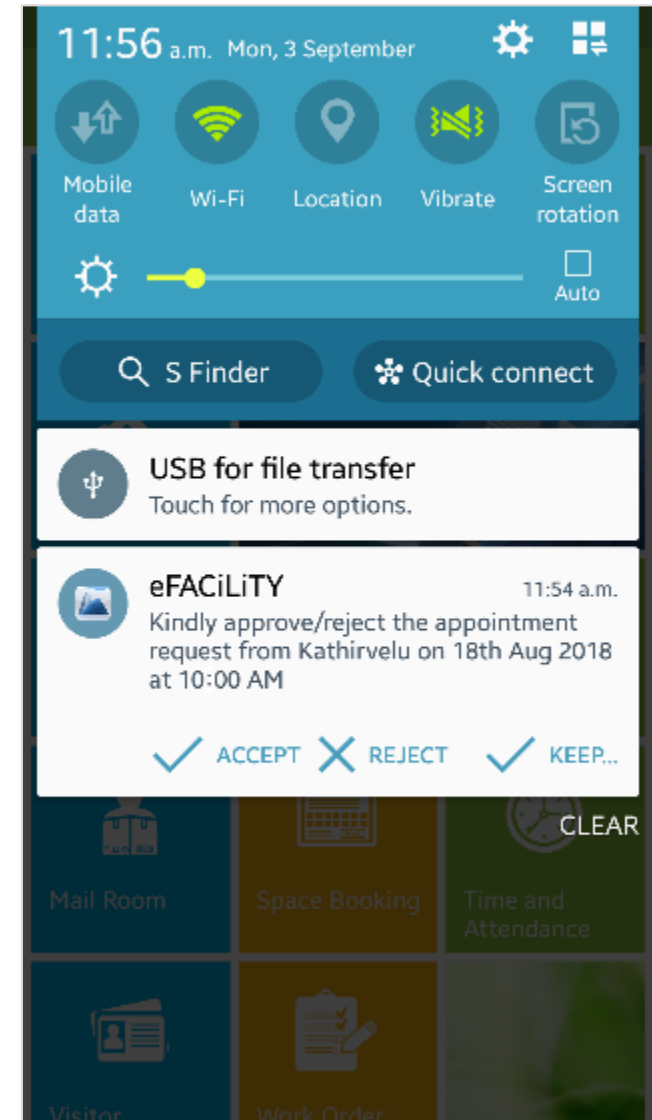 11:56 a.m. Mon, 3 September
Mobile data
Wi-Fi
Location
Vibrate
Screen rotation
Auto
S Finder
Quick connect
USB for file transfer
Touch for more options.
eFACiLiTY 11:54 a.m.
Kindly approve/reject the appointment
request from Kathirvelu on 18th Aug 2018
at 10:00 AM
ACCEPT REJECT KEEP...
CLEAR
Mail Room
Space Booking
Time and
Attendance
Visitor
Work Order